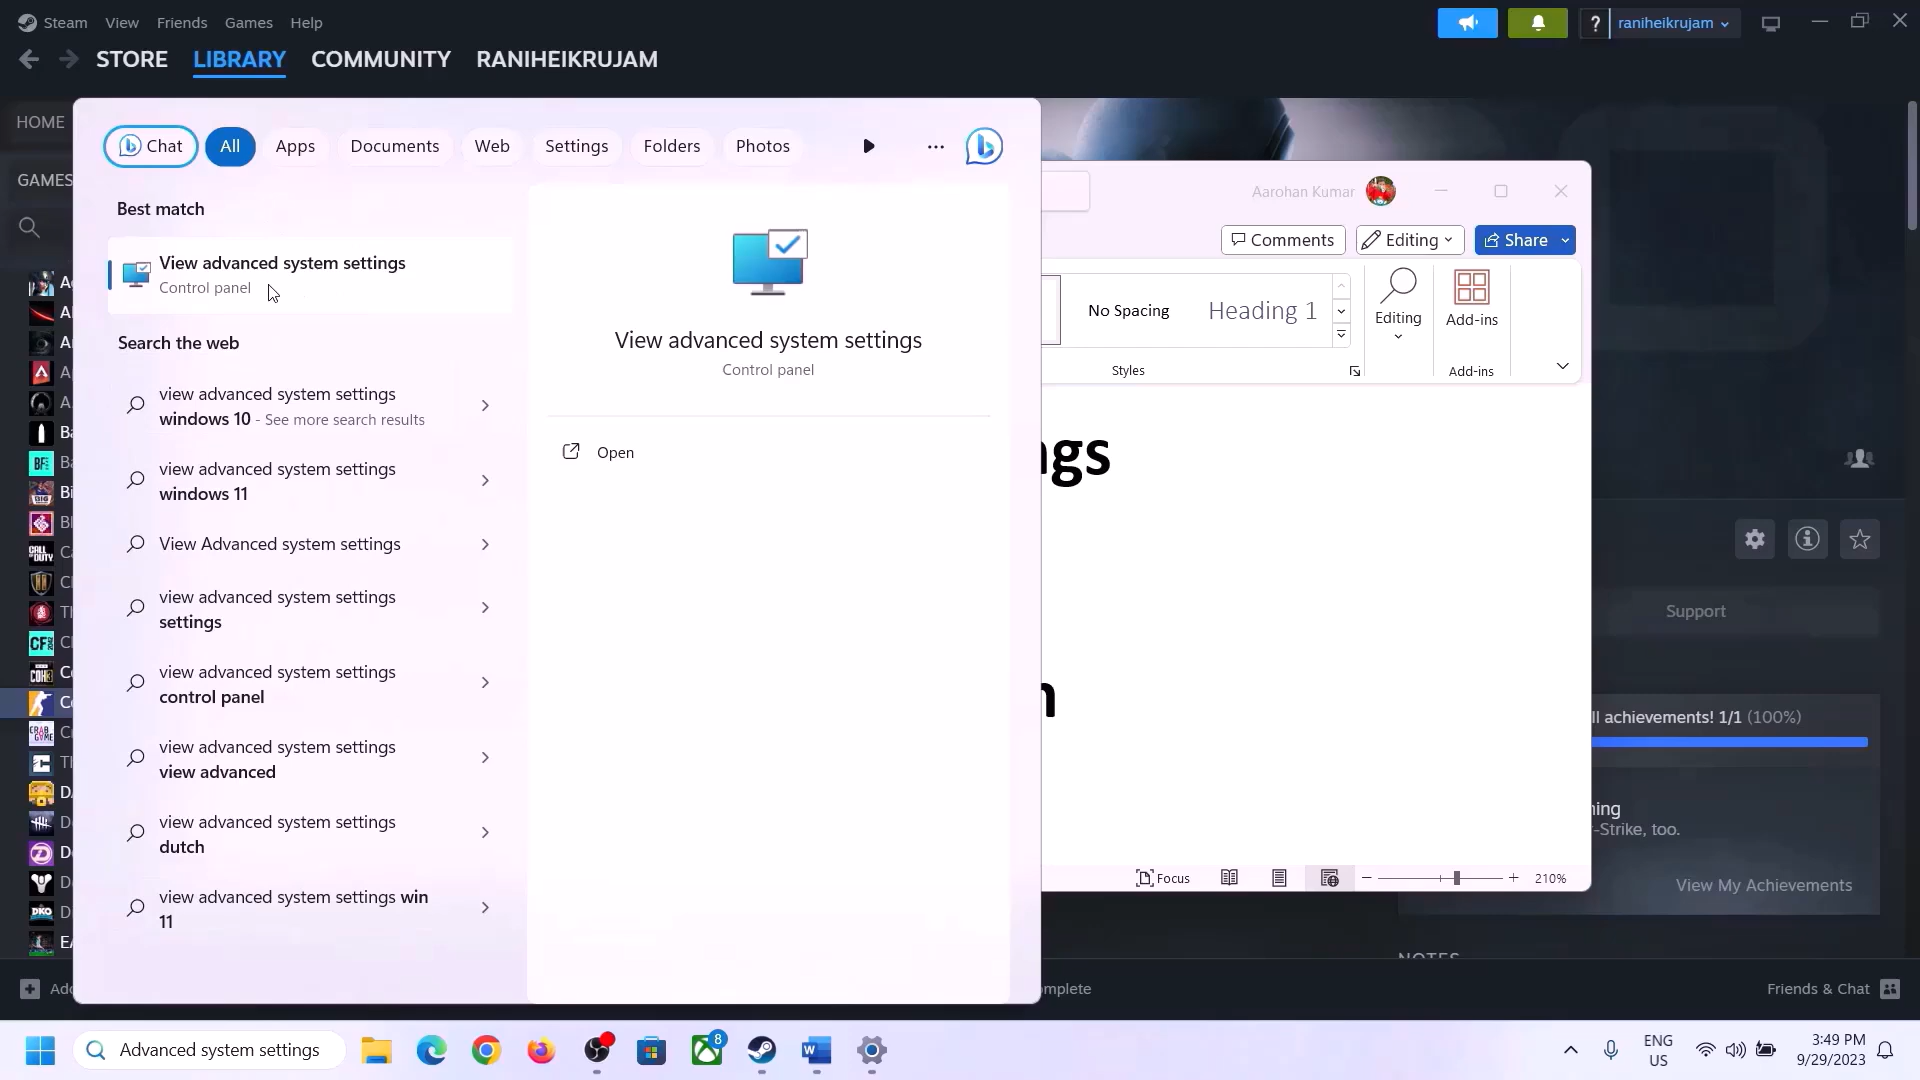 Steam View Friends Games Help
? raniheikrujam
STORE LIBRARY COMMUNITY RANIHEIKRUJAM
HOME
GAMES
Chat All Apps Documents Web Settings Folders Photos
Best match
View advanced system settings
Control panel
Search the web
view advanced system settings
windows 10 - See more search results
view advanced system settings
windows 11
View Advanced system settings
view advanced system settings
settings
view advanced system settings
control panel
view advanced system settings
view advanced
view advanced system settings
dutch
view advanced system settings win
11
View advanced system settings
Control panel
Open
Aarohan Kumar
Comments Editing Share
No Spacing Heading 1
Styles
Editing
Add-ins
Add-ins
ngs
n
Focus
210%
Support
ll achievements! 1/1 (100%)
ning
-Strike, too.
View My Achievements
NOTES
Add
mplete
Friends & Chat
Advanced system settings
8
ENG
US
3:49 PM
9/29/2023